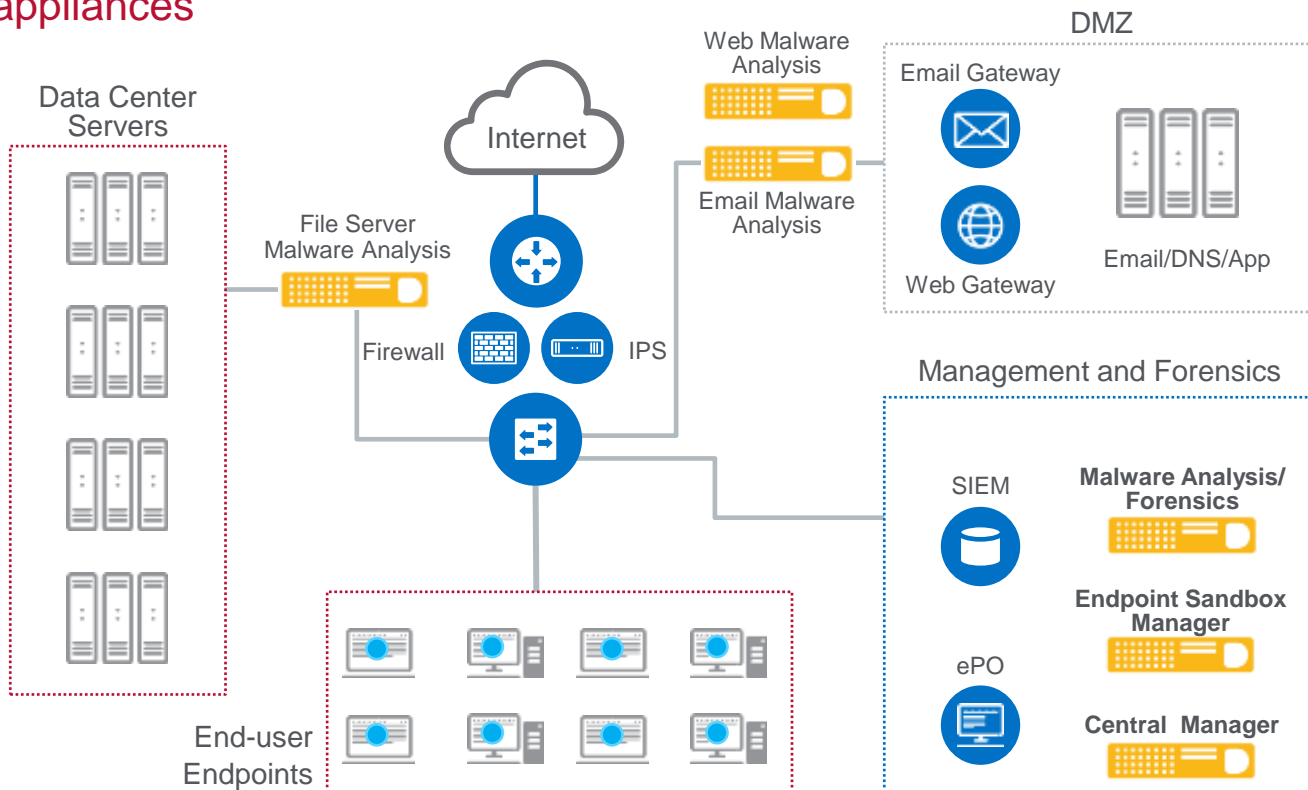 appliances
DMZ
Web Malware
Analysis
Email Gateway
Data Center
Servers
Internet
Email Malware
Analysis
File Server
Malware Analysis
Email/DNS/App
Web Gateway
Firewall
IPS
Management and Forensics
SIEM
Malware Analysis/
Forensics
Endpoint Sandbox
Manager
ePO
Central Manager
End-user
Endpoints